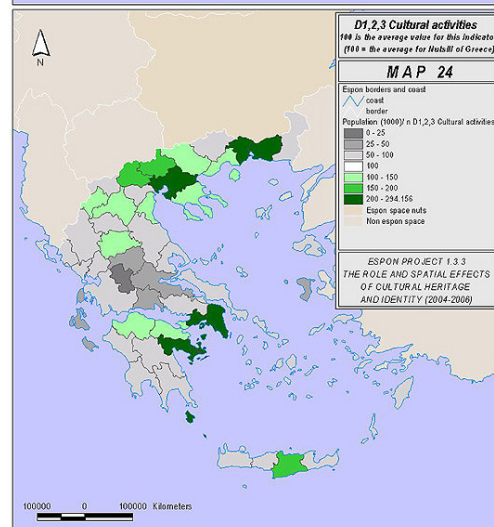 D1,2,3 Cultural activities
100 is the average value for this indicato
(100 = the average for NutsIII of Greece)
MAP 24
N
Espon borders and coast
coast
border
Population (1000)/ n D1,2,3 Cultural activities
0 - 25
25 - 50
50 - 100
100
100 - 150
150 - 200
200 - 294.156
Espon space nuts
Non espon space
ESPON PROJECT 1.3.3
THE ROLE AND SPATIAL EFFECTS
OF CULTURAL HERITAGE
AND IDENTITY (2004-2006)
100000 0 100000 Kilometers